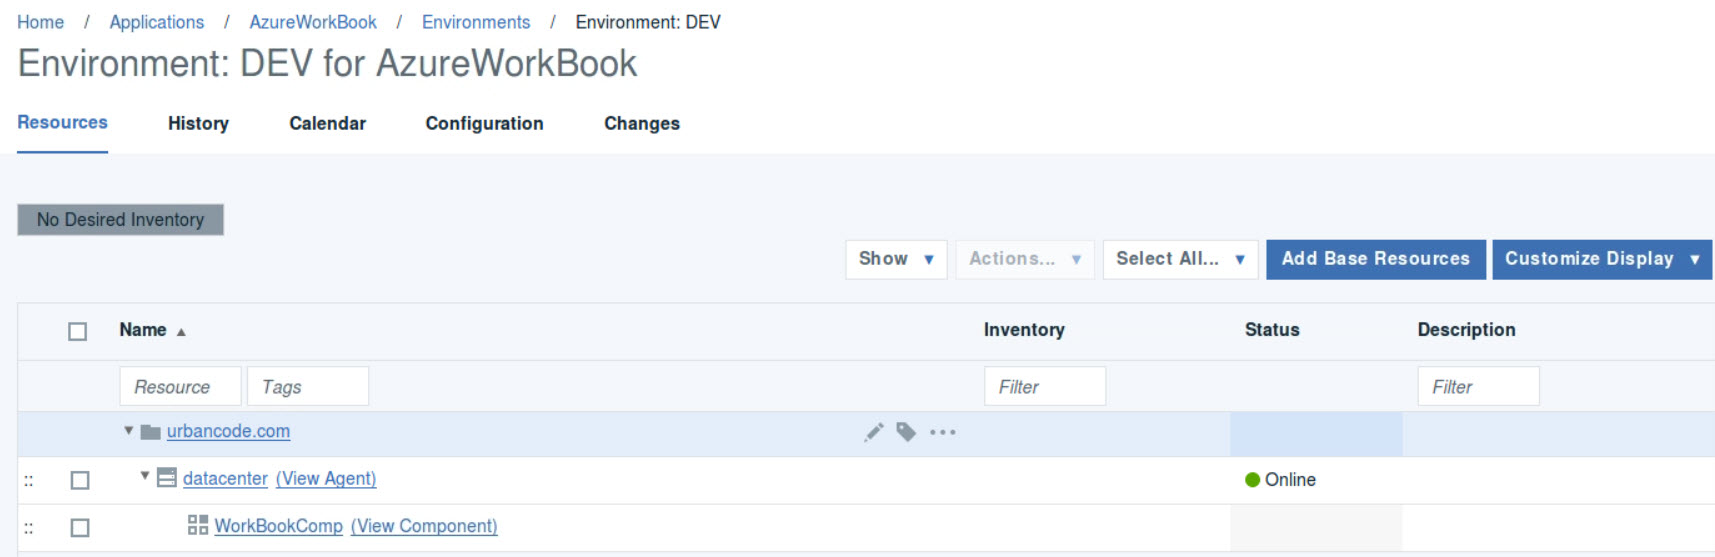 Home / Applications / AzureWorkBook / Environments / Environment: DEV
Environment: DEV for AzureWorkBook
Resources History Calendar Configuration Changes
No Desired Inventory
Show Actions... Select All... Add Base Resources Customize Display
Name Inventory Status Description
Resource Tags Filter Filter
urbancode.com
datacenter (View Agent) Online
WorkBookComp (View Component)